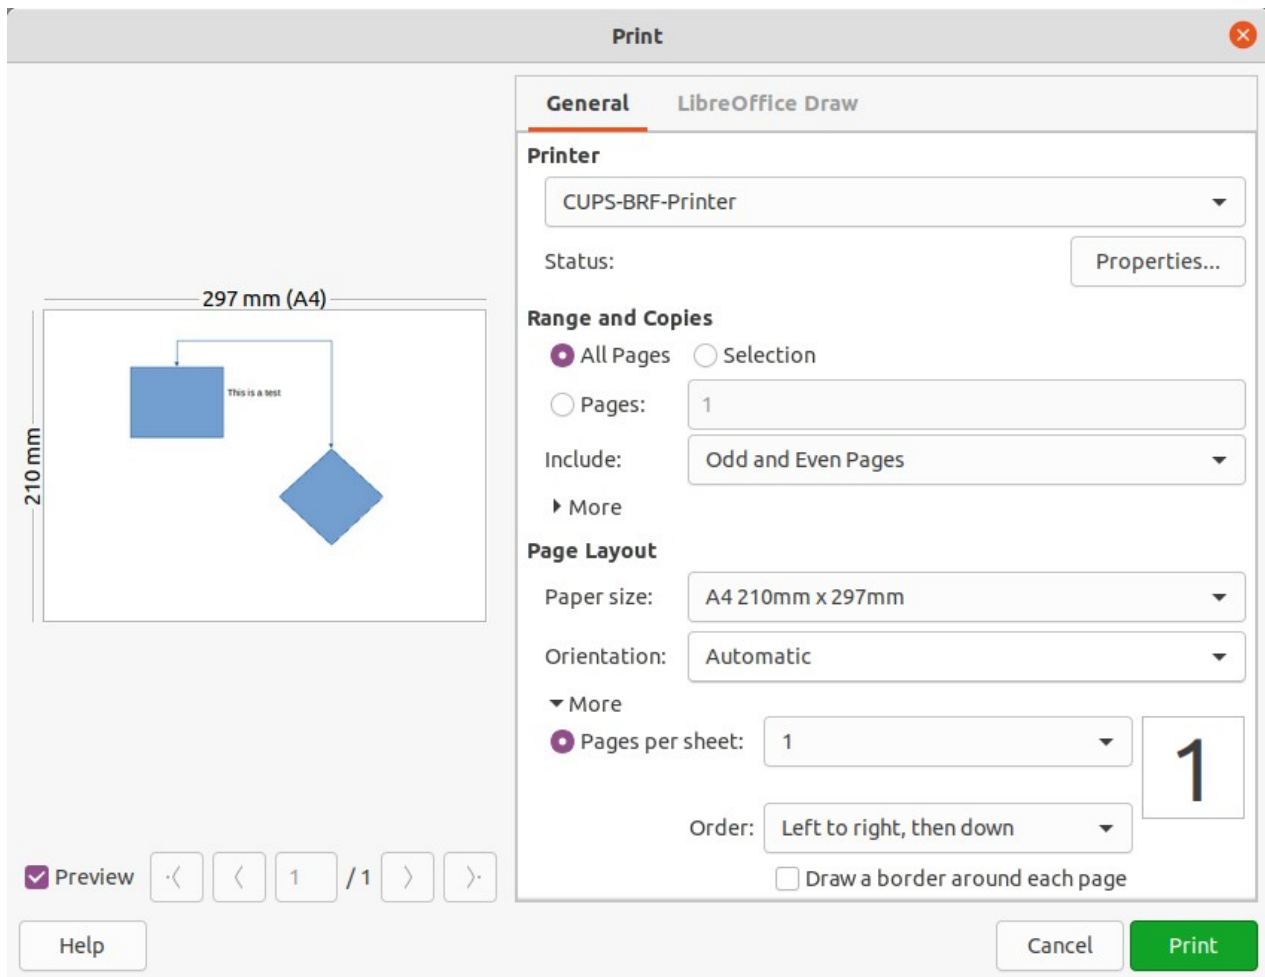 Print
General LibreOffice Draw
Printer
CUPS-BRF-Printer
Status: Properties...
Range and Copies
All Pages Selection
Pages: 1
Include: Odd and Even Pages
More
Page Layout
Paper size: A4 210mm x 297mm
Orientation: Automatic
More
Pages per sheet: 1
1
Order: Left to right, then down
Draw a border around each page
297 mm (A4)
210 mm
This is a test
Preview 1 / 1
Help Cancel Print